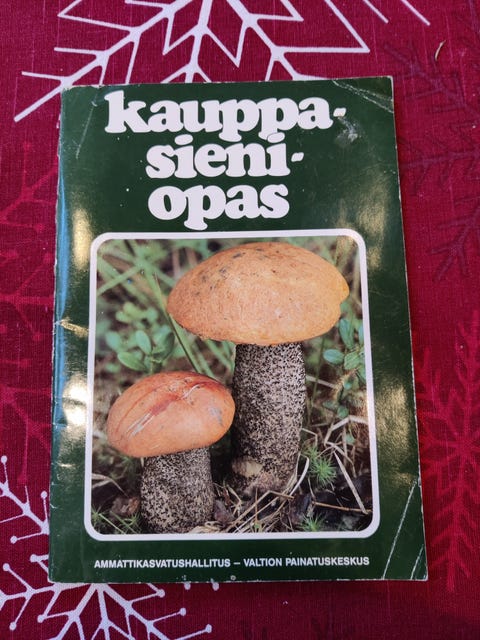 kauppa-
sieni-
opas
AMMATTIKASVATUSHALLITUS – VALTION PAINATUSKESKUS